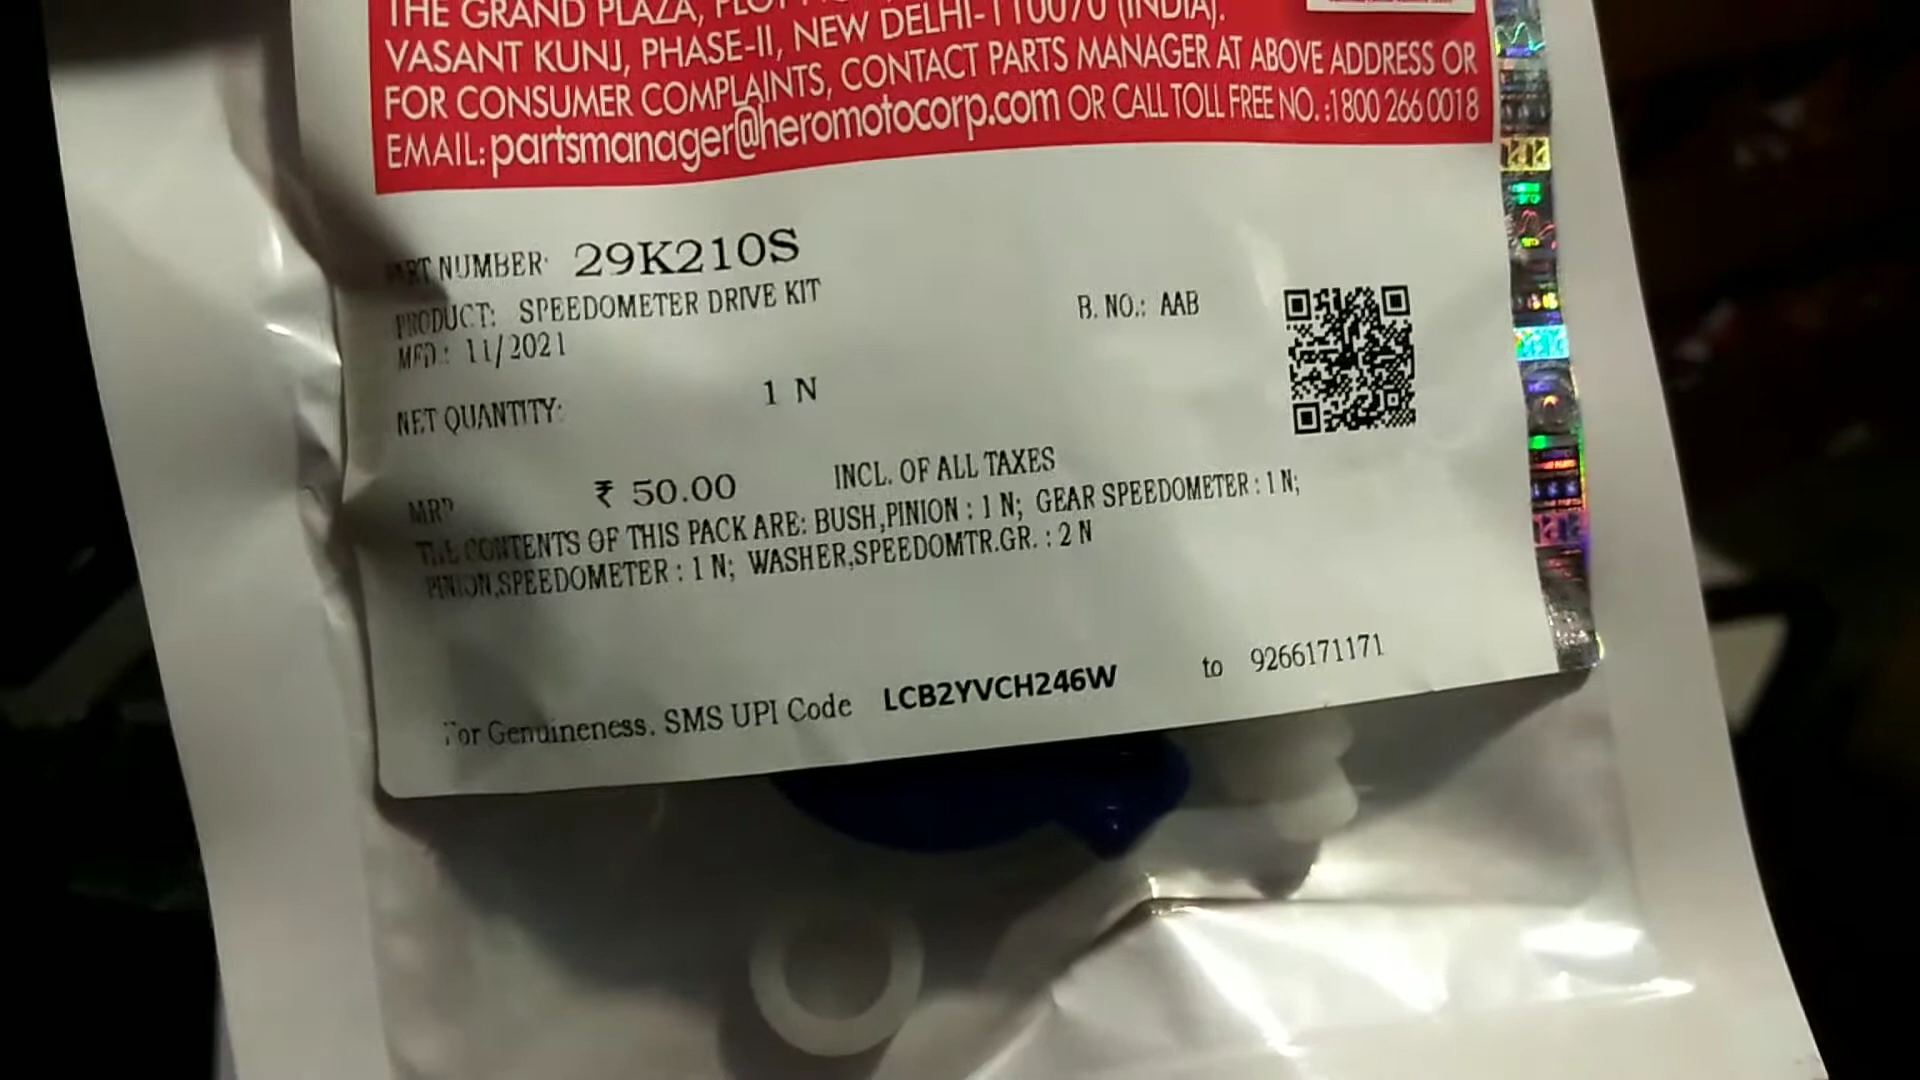 THE GRAND PLAZA,
VASANT KUNJ, PHASE-II, NEW DELHI-110070 (INDIA).
FOR CONSUMER COMPLAINTS, CONTACT PARTS MANAGER AT ABOVE ADDRESS OR
EMAIL: partsmanager@heromotocorp.com OR CALL TOLL FREE NO. :1800 266 0018
PART NUMBER: 29K210S
PRODUCT: SPEEDOMETER DRIVE KIT
B. NO.: AAB
MFD.: 11/2021
NET QUANTITY: 1 N
MRP ₹ 50.00 INCL. OF ALL TAXES
THE CONTENTS OF THIS PACK ARE: BUSH,PINION : 1 N; GEAR SPEEDOMETER : 1 N;
PINION,SPEEDOMETER : 1 N; WASHER,SPEEDOMTR.GR. : 2 N
For Genuineness. SMS UPI Code LCB2YVCH246W to 9266171171